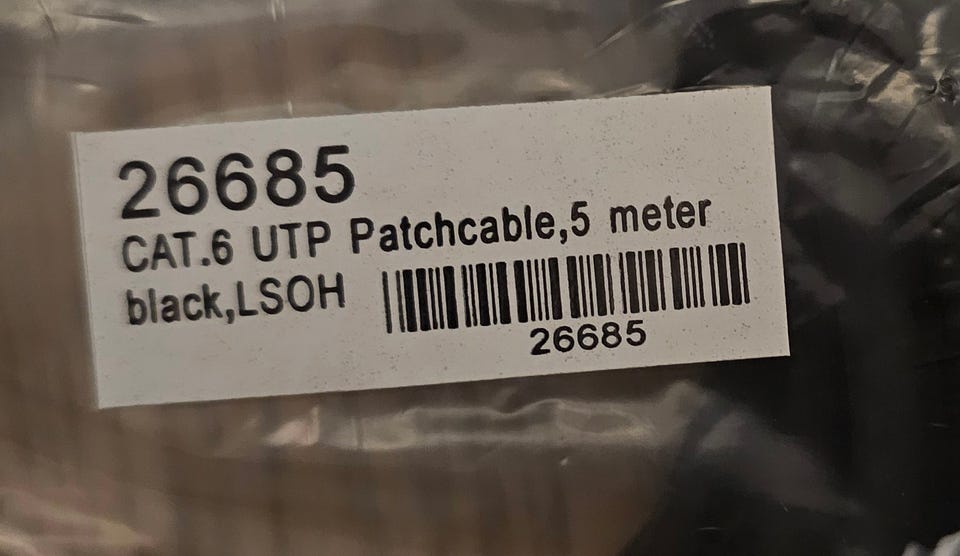 26685
CAT.6 UTP Patchcable,5 meter
black,LSOH
26685